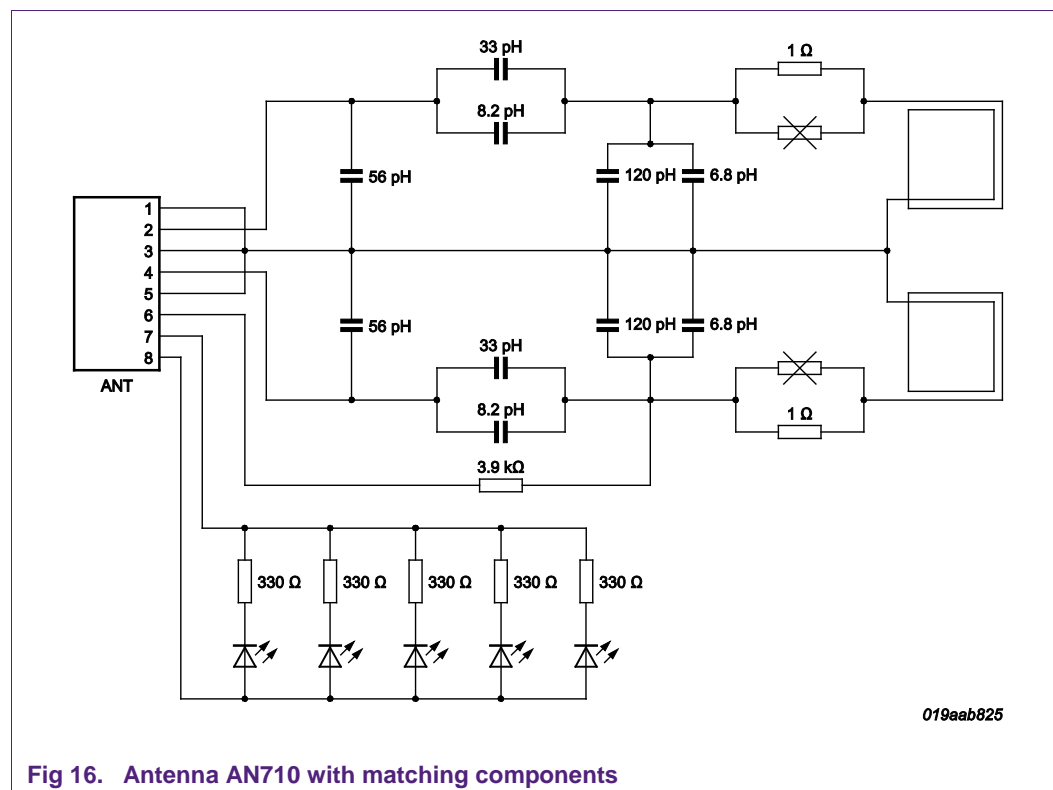 33 pH
1 Ω
8.2 pH
56 pH
120 pH
6.8 pH
1
2
3
4
5
6
7
8
ANT
56 pH
120 pH
6.8 pH
33 pH
8.2 pH
1 Ω
3.9 kΩ
330 Ω
330 Ω
330 Ω
330 Ω
330 Ω
019aab825
Fig 16. Antenna AN710 with matching components